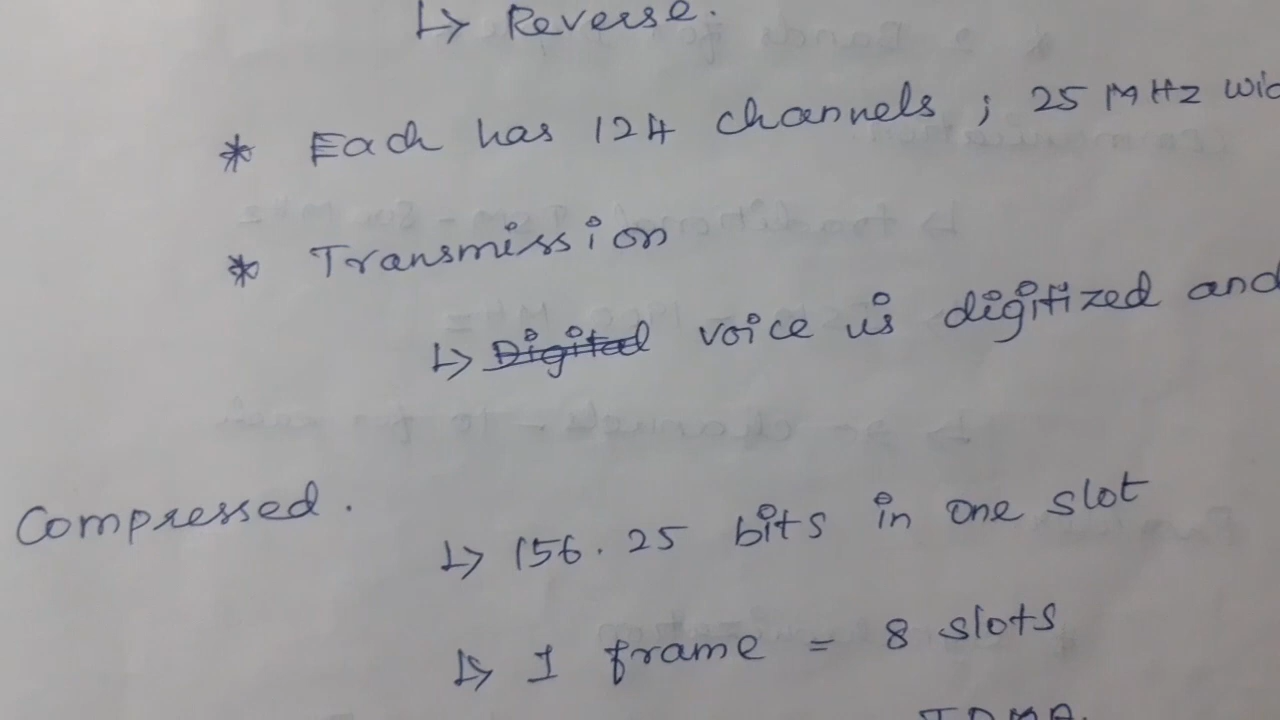 ↳ Reverse.
* Each has 124 channels ; 25 MHz
* Transmission
↳ voice is digitized and
Compressed.
↳ 156.25 bits in one slot
↳ 1 frame = 8 slots
TDMA.